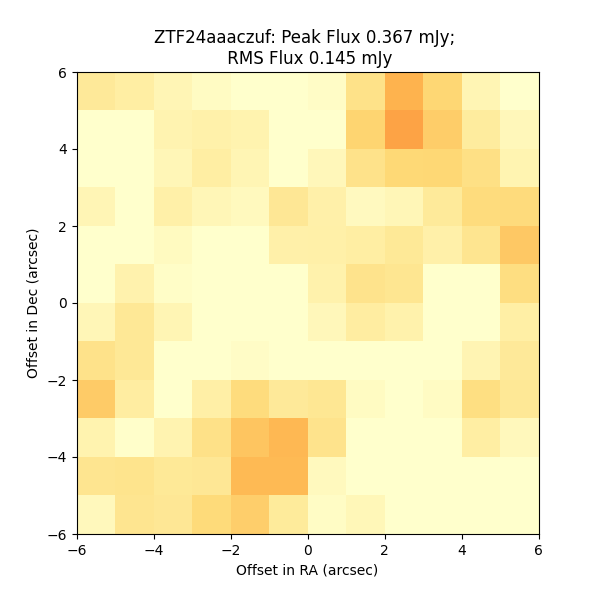 ZTF24aaaczuf: Peak Flux 0.367 mJy;
RMS Flux 0.145 mJy
6
4
2
0
−2
−4
−6
Offset in Dec (arcsec)
−6 −4 −2 0 2 4 6
Offset in RA (arcsec)